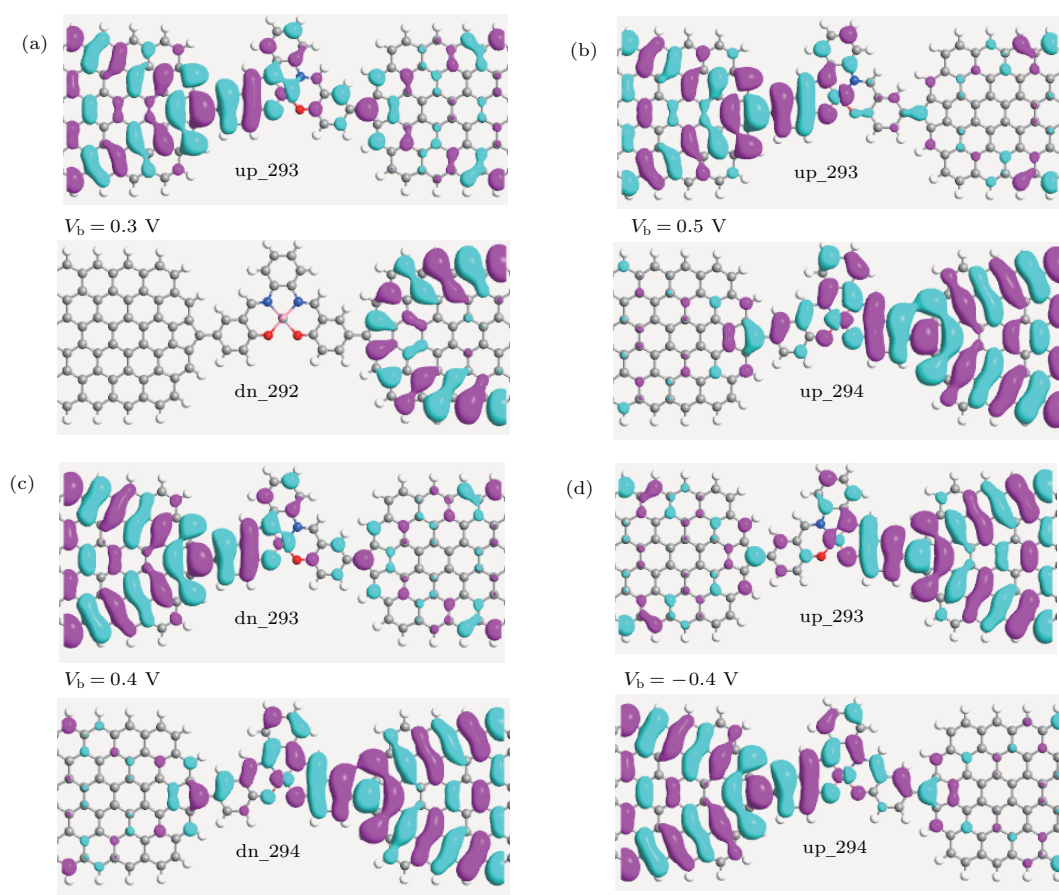 (a)
up_293
V_b = 0.3 V
dn_292
(b)
up_293
V_b = 0.5 V
up_294
(c)
dn_293
V_b = 0.4 V
dn_294
(d)
up_293
V_b = −0.4 V
up_294